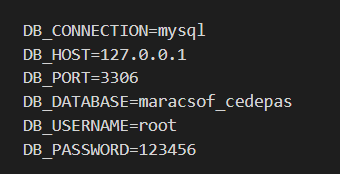 DB_CONNECTION=mysql
DB_HOST=127.0.0.1
DB_PORT=3306
DB_DATABASE=maracsof_cedepas
DB_USERNAME=root
DB_PASSWORD=123456